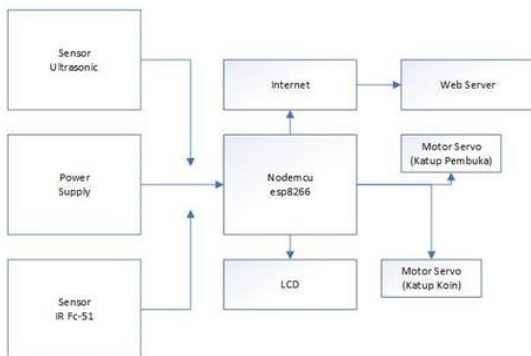 Sensor
Ultrasonic
Internet
Web Server
Power
Supply
Nodemcu
esp8266
Motor Servo
(Katup Pembuka)
Sensor
IR Fc-51
LCD
Motor Servo
(Katup Koin)